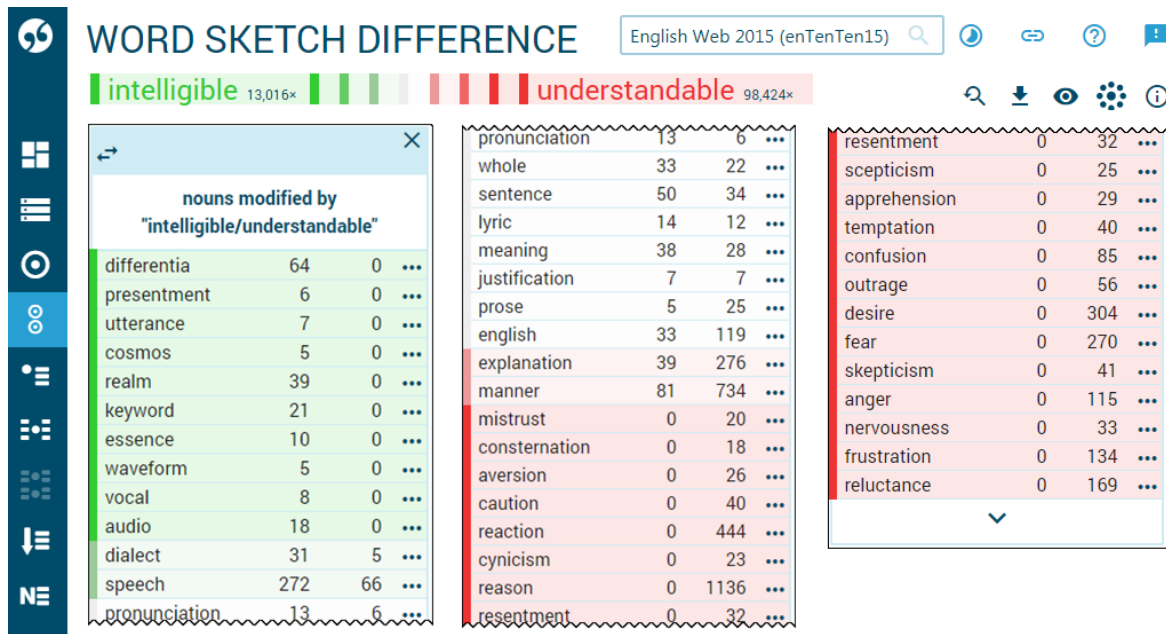 WORD SKETCH DIFFERENCE
English Web 2015 (enTenTen15)
intelligible 13,016×
understandable 98,424×
nouns modified by
"intelligible/understandable"
differentia 64 0
presentment 6 0
utterance 7 0
cosmos 5 0
realm 39 0
keyword 21 0
essence 10 0
waveform 5 0
vocal 8 0
audio 18 0
dialect 31 5
speech 272 66
pronunciation 13 6
pronunciation 13 6
whole 33 22
sentence 50 34
lyric 14 12
meaning 38 28
justification 7 7
prose 5 25
english 33 119
explanation 39 276
manner 81 734
mistrust 0 20
consternation 0 18
aversion 0 26
caution 0 40
reaction 0 444
cynicism 0 23
reason 0 1136
resentment 0 32
resentment 0 32
scepticism 0 25
apprehension 0 29
temptation 0 40
confusion 0 85
outrage 0 56
desire 0 304
fear 0 270
skepticism 0 41
anger 0 115
nervousness 0 33
frustration 0 134
reluctance 0 169
N